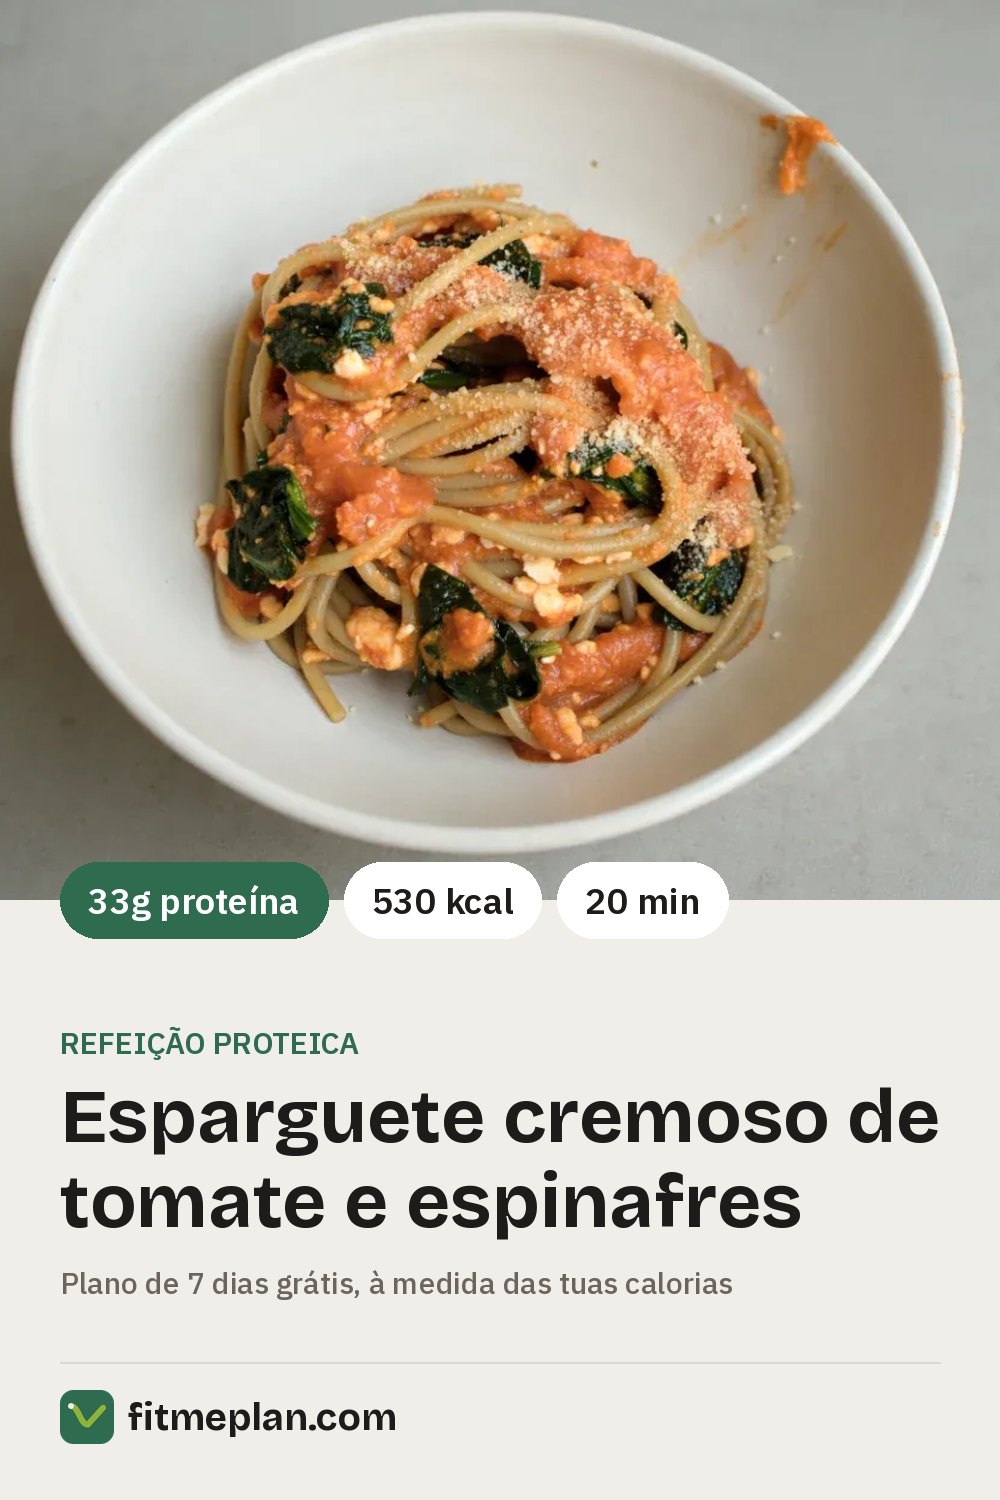 33g proteína
530 kcal
20 min
REFEIÇÃO PROTEICA
Esparguete cremoso de
tomate e espinafres
Plano de 7 dias grátis, à medida das tuas calorias
fitmeplan.com